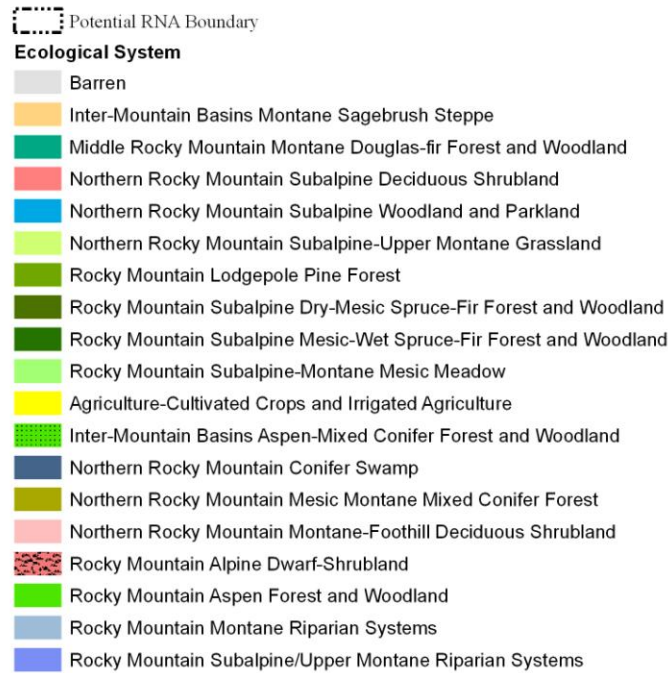 Potential RNA Boundary
Ecological System
Barren
Inter-Mountain Basins Montane Sagebrush Steppe
Middle Rocky Mountain Montane Douglas-fir Forest and Woodland
Northern Rocky Mountain Subalpine Deciduous Shrubland
Northern Rocky Mountain Subalpine Woodland and Parkland
Northern Rocky Mountain Subalpine-Upper Montane Grassland
Rocky Mountain Lodgepole Pine Forest
Rocky Mountain Subalpine Dry-Mesic Spruce-Fir Forest and Woodland
Rocky Mountain Subalpine Mesic-Wet Spruce-Fir Forest and Woodland
Rocky Mountain Subalpine-Montane Mesic Meadow
Agriculture-Cultivated Crops and Irrigated Agriculture
Inter-Mountain Basins Aspen-Mixed Conifer Forest and Woodland
Northern Rocky Mountain Conifer Swamp
Northern Rocky Mountain Mesic Montane Mixed Conifer Forest
Northern Rocky Mountain Montane-Foothill Deciduous Shrubland
Rocky Mountain Alpine Dwarf-Shrubland
Rocky Mountain Aspen Forest and Woodland
Rocky Mountain Montane Riparian Systems
Rocky Mountain Subalpine/Upper Montane Riparian Systems